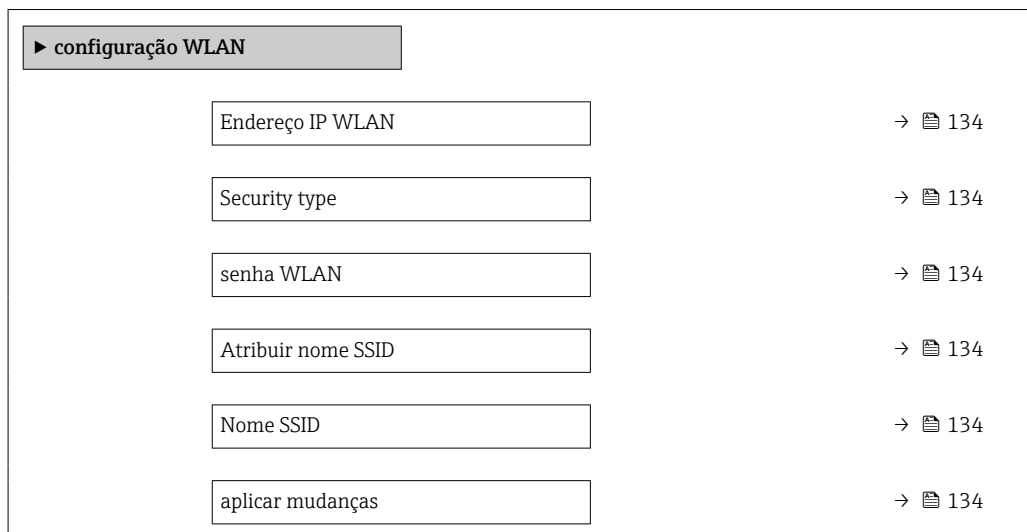 ▶ configuração WLAN
Endereço IP WLAN → 134
Security type → 134
senha WLAN → 134
Atribuir nome SSID → 134
Nome SSID → 134
aplicar mudanças → 134